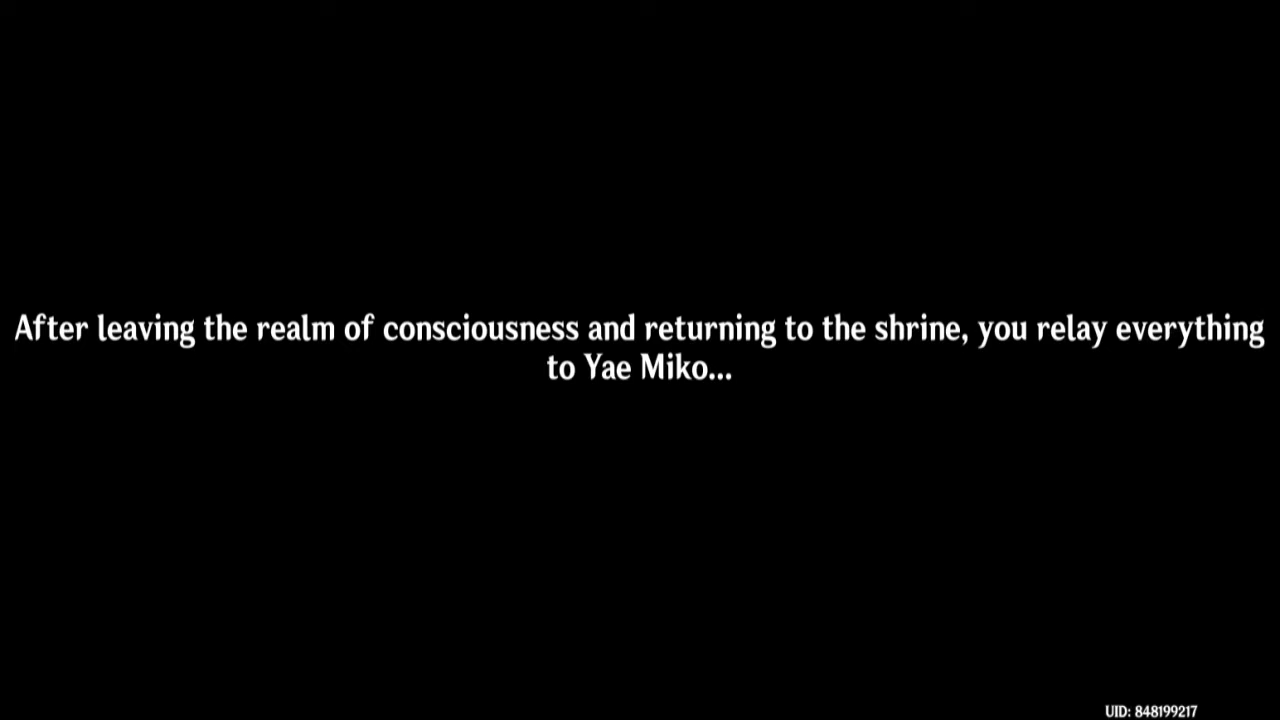 After leaving the realm of consciousness and returning to the shrine, you relay everything
to Yae Miko...
UID: 848199217